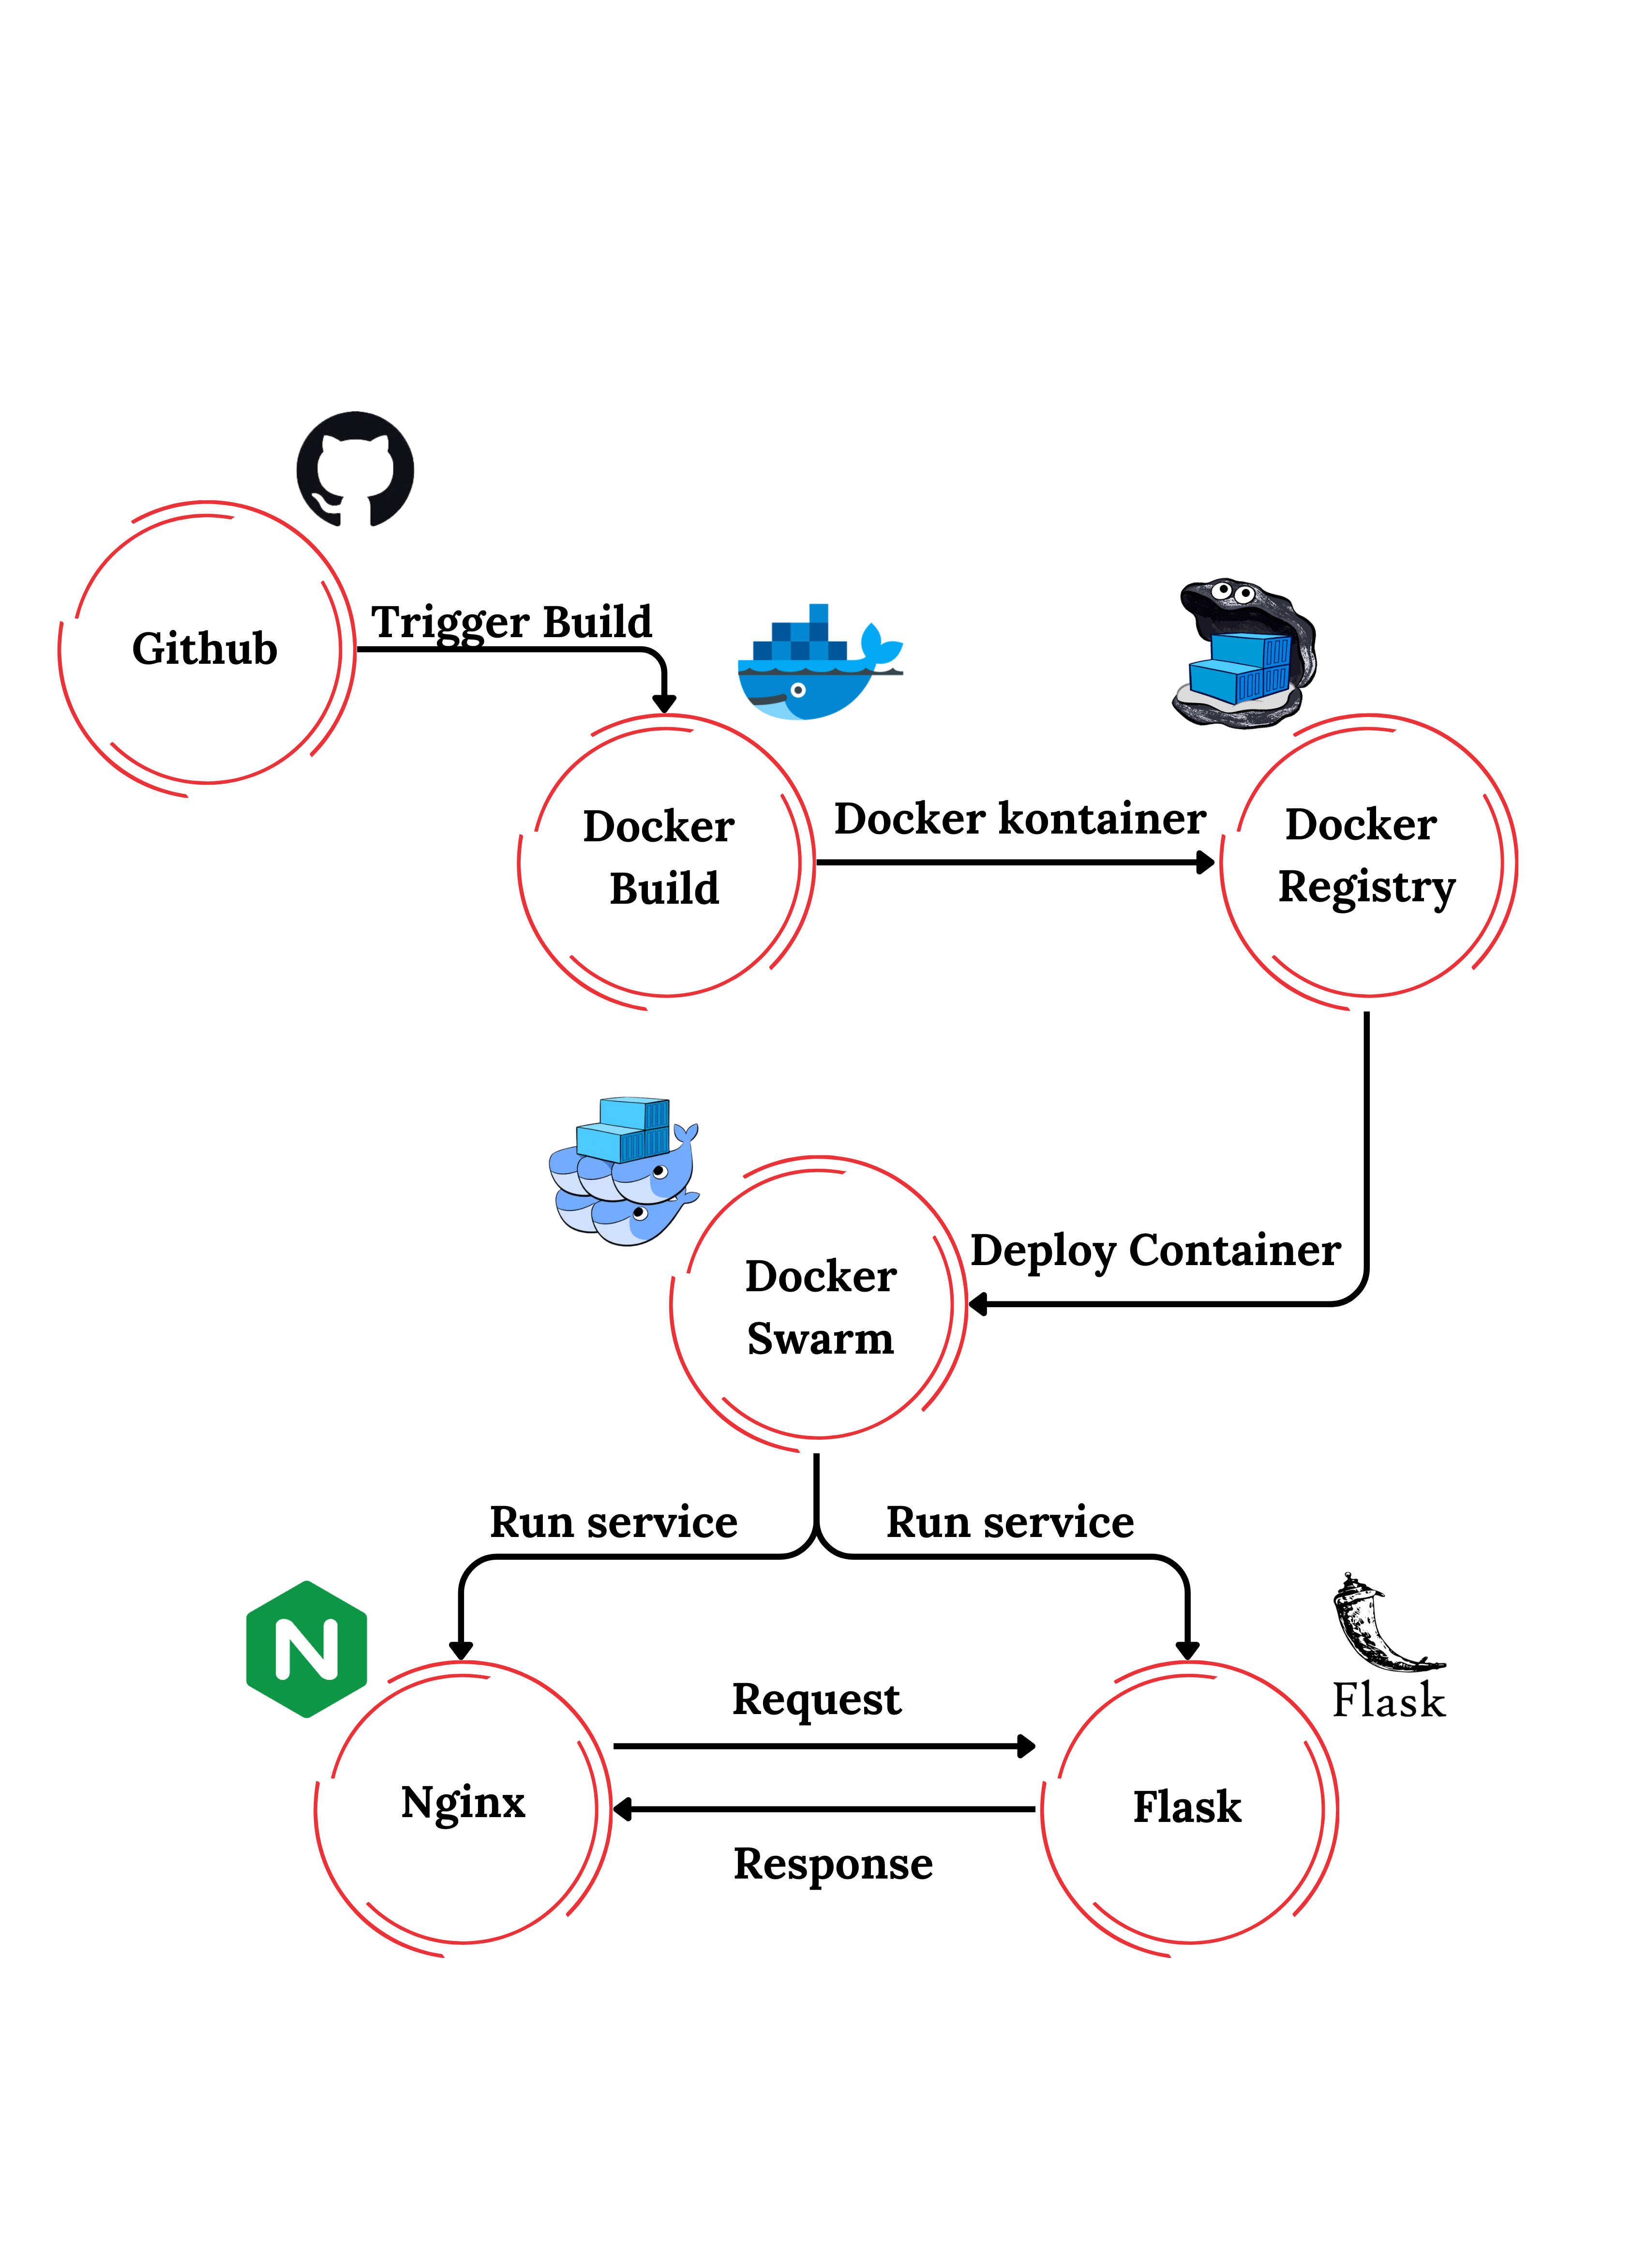 Github
Trigger Build
Docker
Build
Docker kontainer
Docker
Registry
Deploy Container
Docker
Swarm
Run service
Run service
N
Flask
Nginx
Request
Response
Flask